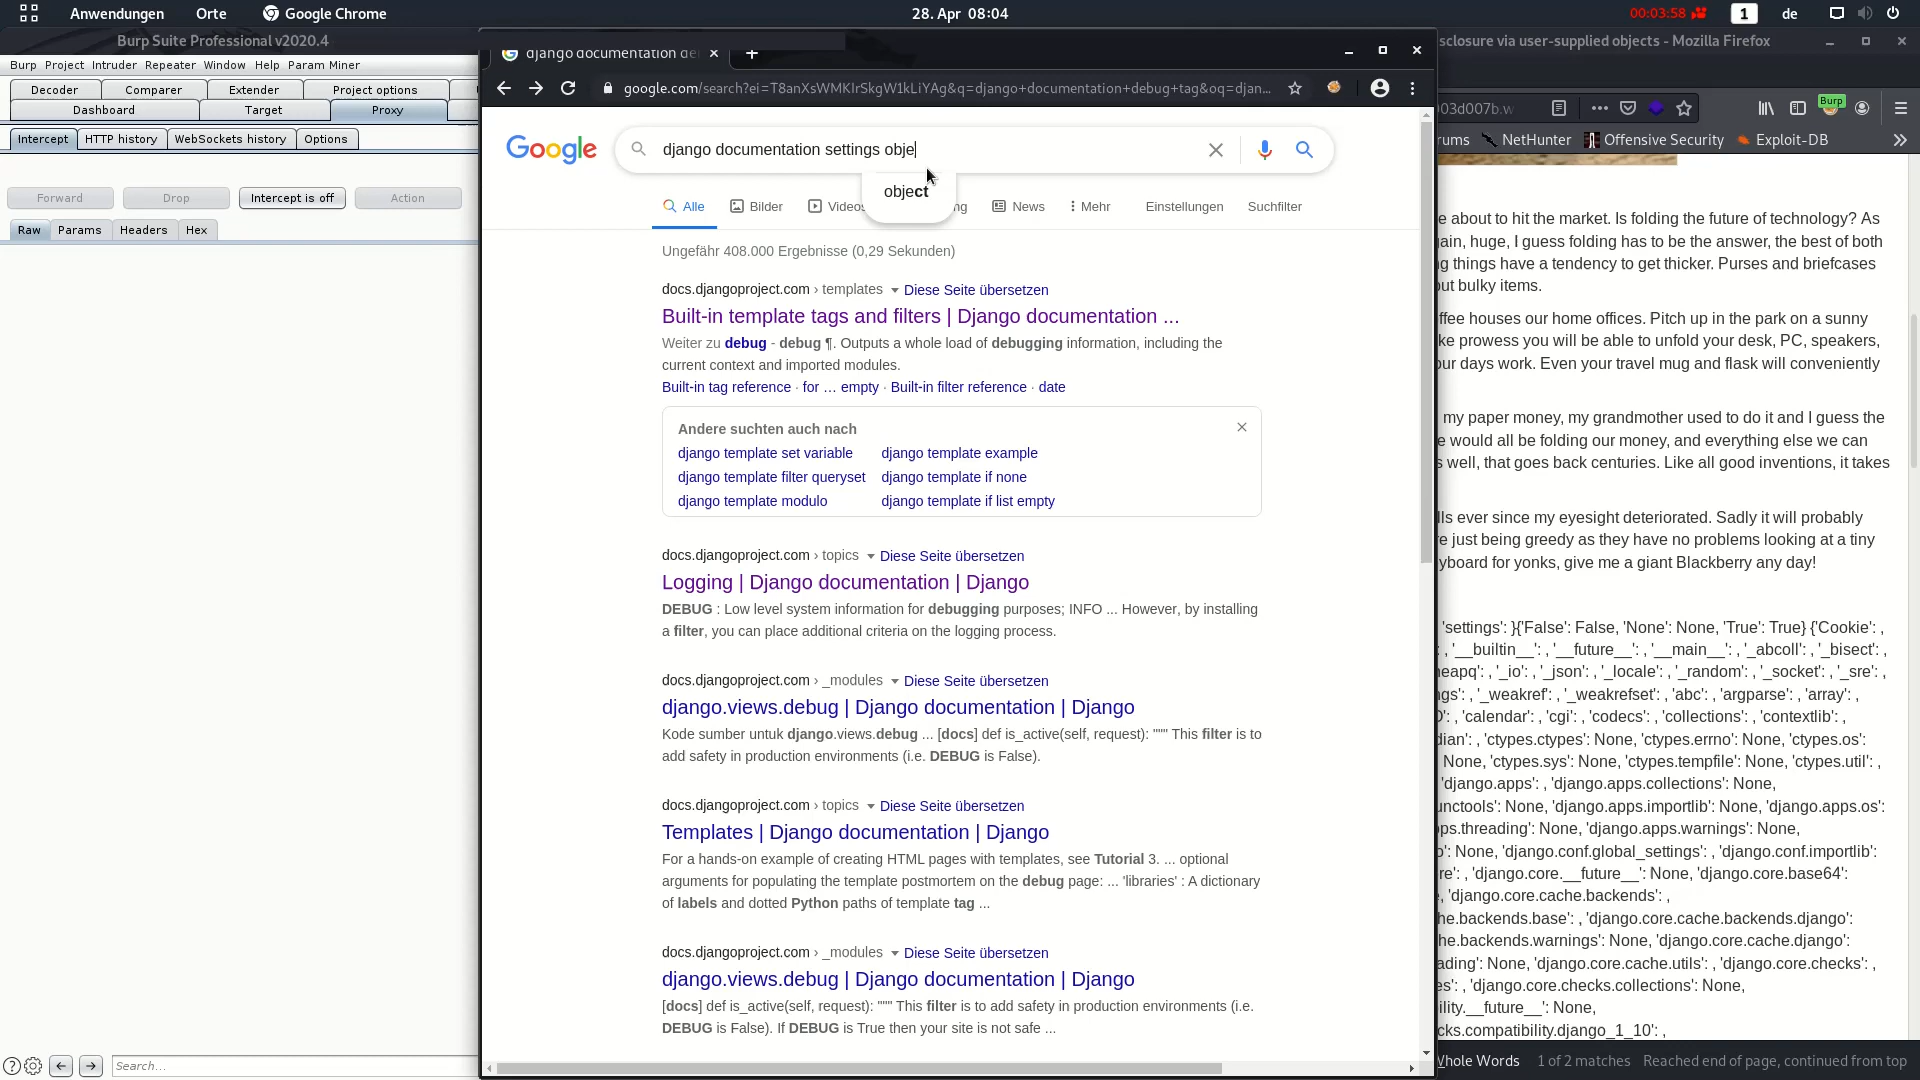 Anwendungen Orte Google Chrome 28. Apr 08:04 00:03:58 1 de
Burp Suite Professional v2020.4
Burp Project Intruder Repeater Window Help Param Miner
Decoder Comparer Extender Project options
Dashboard Target Proxy
Intercept HTTP history WebSockets history Options
Forward Drop Intercept is off Action
Raw Params Headers Hex
Search...
django documentation de
google.com/search?ei=T8anXsWMKIrSkgW1kLiYAg&q=django+documentation+debug+tag&oq=djan...
Google
django documentation settings obje
object
Alle Bilder Videos ng News Mehr Einstellungen Suchfilter
Ungefähr 408.000 Ergebnisse (0,29 Sekunden)
docs.djangoproject.com › templates Diese Seite übersetzen
Built-in template tags and filters | Django documentation ...
Weiter zu debug - debug ¶. Outputs a whole load of debugging information, including the
current context and imported modules.
Built-in tag reference · for … empty · Built-in filter reference · date
Andere suchten auch nach
django template set variable django template example
django template filter queryset django template if none
django template modulo django template if list empty
docs.djangoproject.com › topics Diese Seite übersetzen
Logging | Django documentation | Django
DEBUG : Low level system information for debugging purposes; INFO ... However, by installing
a filter, you can place additional criteria on the logging process.
docs.djangoproject.com › _modules Diese Seite übersetzen
django.views.debug | Django documentation | Django
Kode sumber untuk django.views.debug ... [docs] def is_active(self, request): """ This filter is to
add safety in production environments (i.e. DEBUG is False).
docs.djangoproject.com › topics Diese Seite übersetzen
Templates | Django documentation | Django
For a hands-on example of creating HTML pages with templates, see Tutorial 3. ... optional
arguments for populating the template postmortem on the debug page: ... 'libraries' : A dictionary
of labels and dotted Python paths of template tag ...
docs.djangoproject.com › _modules Diese Seite übersetzen
django.views.debug | Django documentation | Django
[docs] def is_active(self, request): """ This filter is to add safety in production environments (i.e.
DEBUG is False). If DEBUG is True then your site is not safe ...
sclosure via user-supplied objects - Mozilla Firefox
03d007b.w
Burp
rums NetHunter Offensive Security Exploit-DB
e about to hit the market. Is folding the future of technology? As
ain, huge, I guess folding has to be the answer, the best of both
g things have a tendency to get thicker. Purses and briefcases
ut bulky items.
ffee houses our home offices. Pitch up in the park on a sunny
ke prowess you will be able to unfold your desk, PC, speakers,
our days work. Even your travel mug and flask will conveniently
my paper money, my grandmother used to do it and I guess the
e would all be folding our money, and everything else we can
s well, that goes back centuries. Like all good inventions, it takes
lls ever since my eyesight deteriorated. Sadly it will probably
e just being greedy as they have no problems looking at a tiny
yboard for yonks, give me a giant Blackberry any day!
'settings': }{'False': False, 'None': None, 'True': True} {'Cookie': ,
: , '__builtin__': , '__future__': , '__main__': , '_abcoll': , '_bisect': ,
eapq': , '_io': , '_json': , '_locale': , '_random': , '_socket': , '_sre': ,
ngs': , '_weakref': , '_weakrefset': , 'abc': , 'argparse': , 'array': ,
0': , 'calendar': , 'cgi': , 'codecs': , 'collections': , 'contextlib': ,
dian': , 'ctypes.ctypes': None, 'ctypes.errno': None, 'ctypes.os':
None, 'ctypes.sys': None, 'ctypes.tempfile': None, 'ctypes.util': ,
'django.apps': , 'django.apps.collections': None,
unctools': None, 'django.apps.importlib': None, 'django.apps.os':
ps.threading': None, 'django.apps.warnings': None,
o': None, 'django.conf.global_settings': , 'django.conf.importlib':
re': , 'django.core.__future__': None, 'django.core.base64':
e, 'django.core.cache.backends': ,
he.backends.base': , 'django.core.cache.backends.django':
he.backends.warnings': None, 'django.core.cache.django':
ading': None, 'django.core.cache.utils': , 'django.core.checks': ,
es': , 'django.core.checks.collections': None,
ility.__future__': None,
cks.compatibility.django_1_10': ,
Whole Words 1 of 2 matches Reached end of page, continued from top